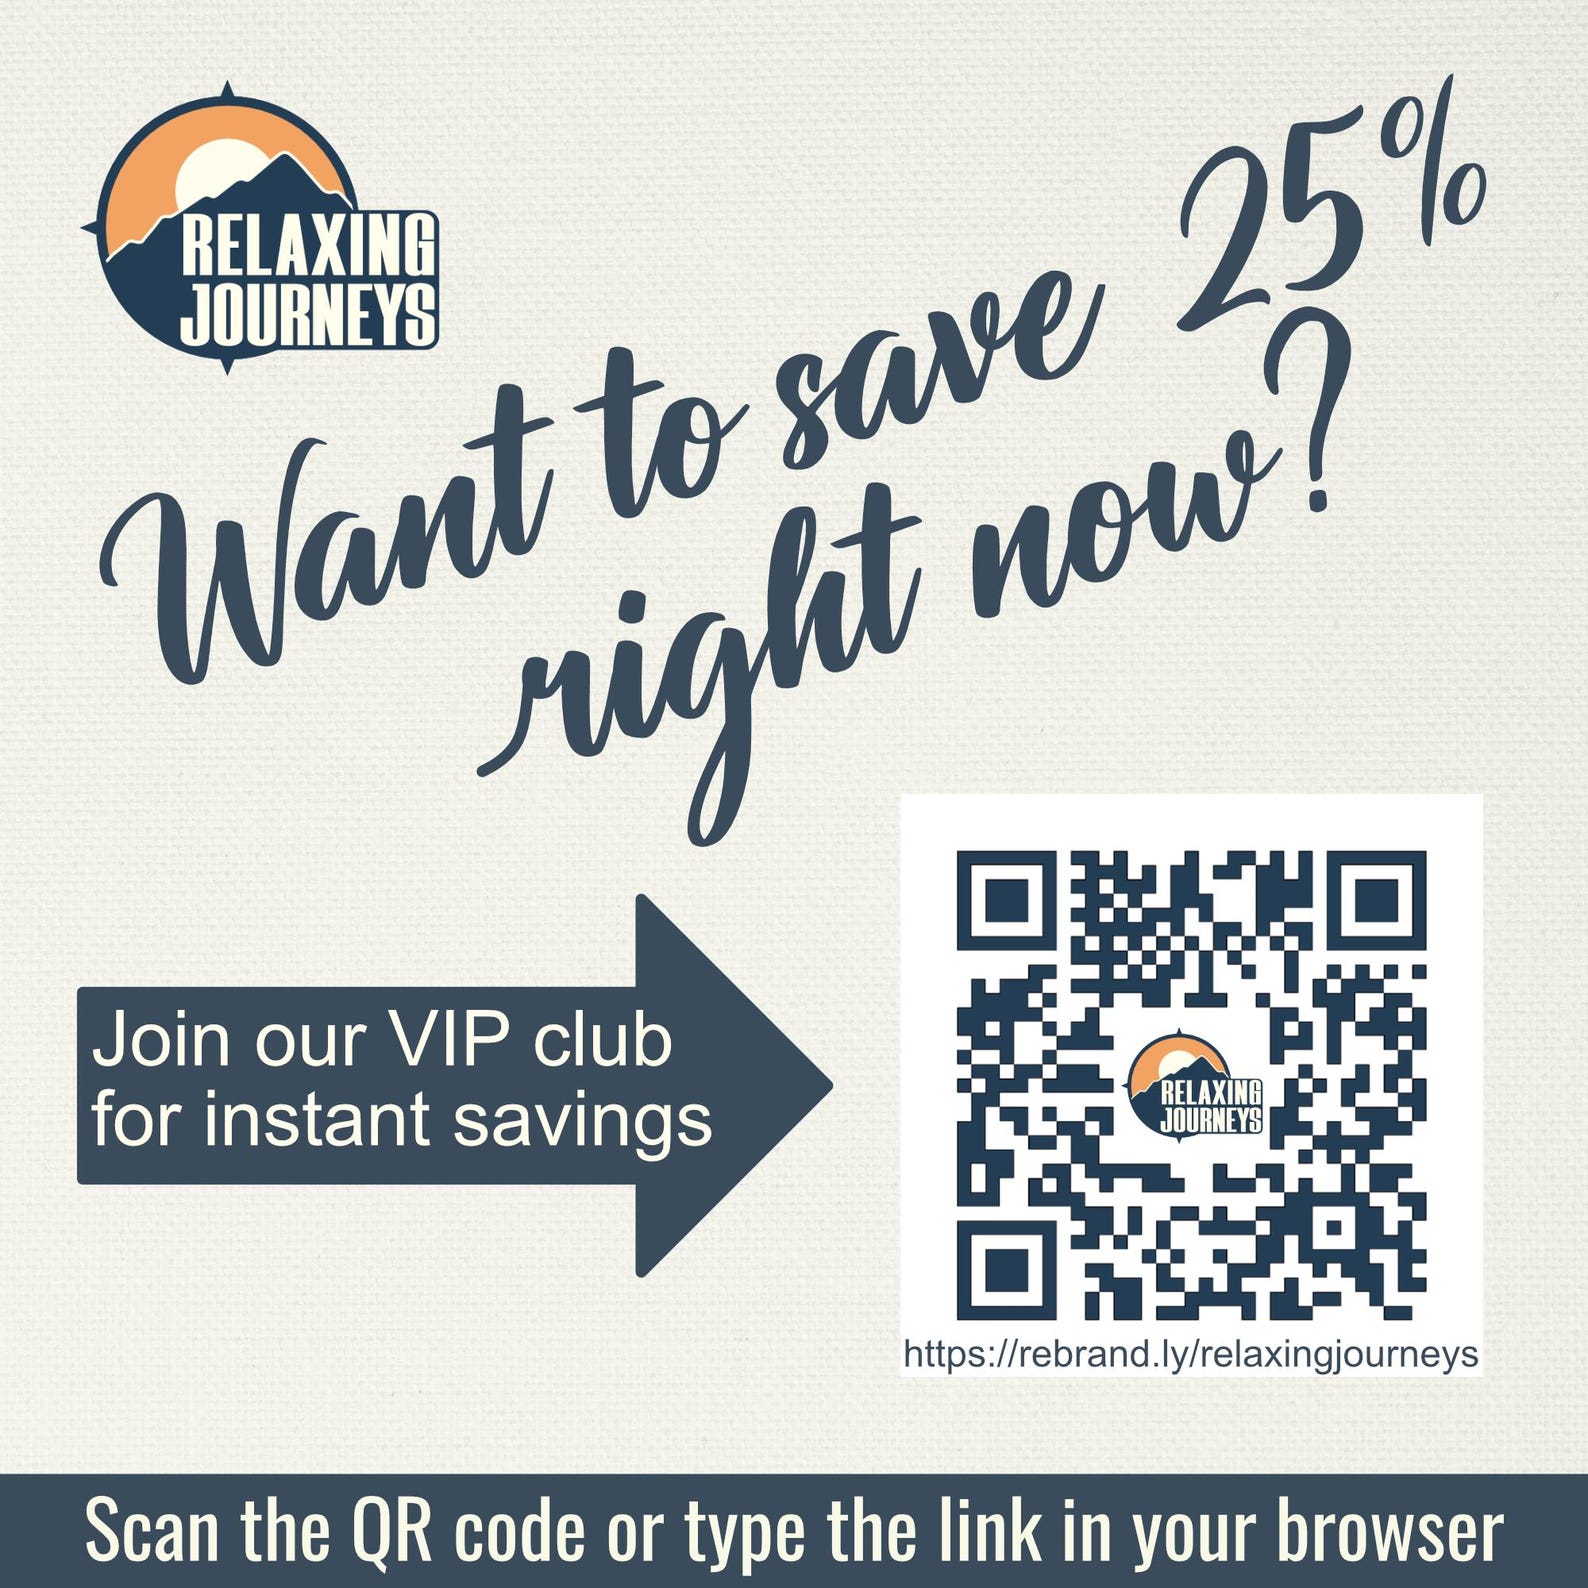 RELAXING
JOURNEYS
Want to save 25%
right now?
Join our VIP club
for instant savings
RELAXING
JOURNEYS
https://rebrand.ly/relaxingjourneys
Scan the QR code or type the link in your browser